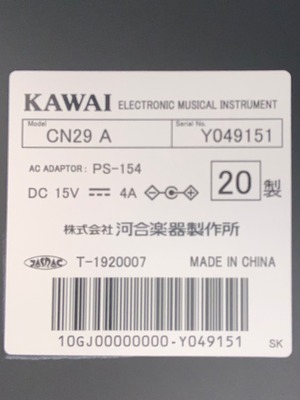 KAWAI ELECTRONIC MUSICAL INSTRUMENT
Model CN29 A Serial No. Y049151
AC ADAPTOR: PS-154
DC 15V 4A 20 製
株式会社 河合楽器製作所
JASRAC T-1920007 MADE IN CHINA
10GJ00000000-Y049151
SK